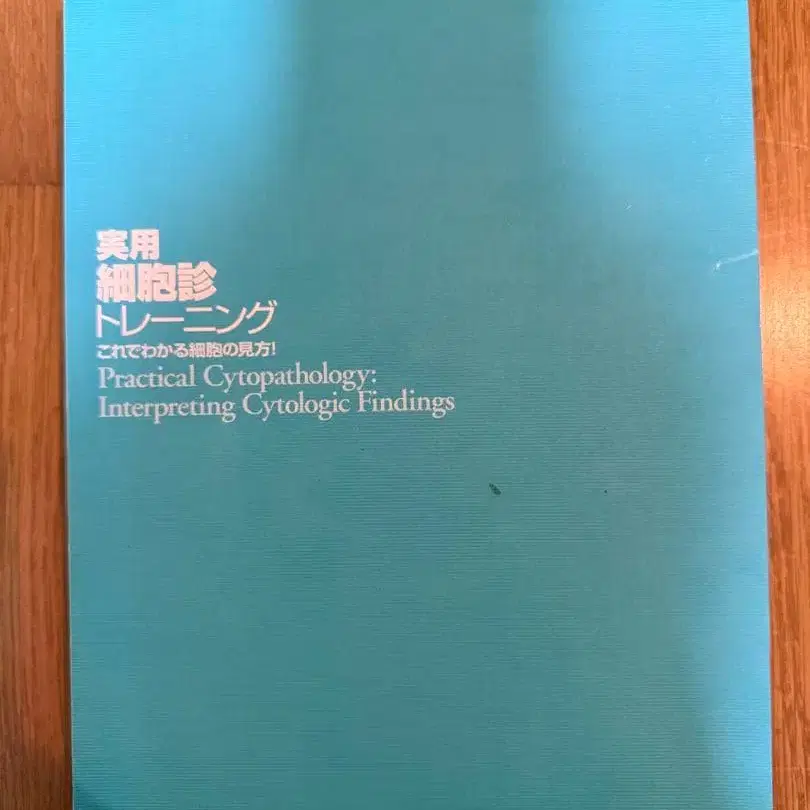 実用
細胞診
トレーニング
これでわかる細胞の見方!
Practical Cytopathology:
Interpreting Cytologic Findings